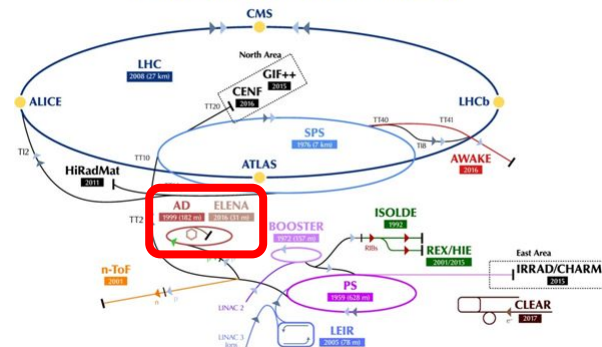 CMS
North Area
LHC
2008 (27 km)
GIF++
2015
CENF
2016
ALICE
LHCb
TT20
TT40
TT41
SPS
1976 (7 km)
TI2
TI8
TT10
ATLAS
AWAKE
2016
HiRadMat
2011
AD
1999 (182 m)
ELENA
2016 (31 m)
TT2
BOOSTER
1972 (157 m)
ISOLDE
1992
RIBs
REX/HIE
2001/2015
East Area
n-ToF
2001
IRRAD/CHARM
2015
n
p
PS
1959 (628 m)
LINAC 2
CLEAR
2017
LINAC 3
Ions
LEIR
2005 (78 m)